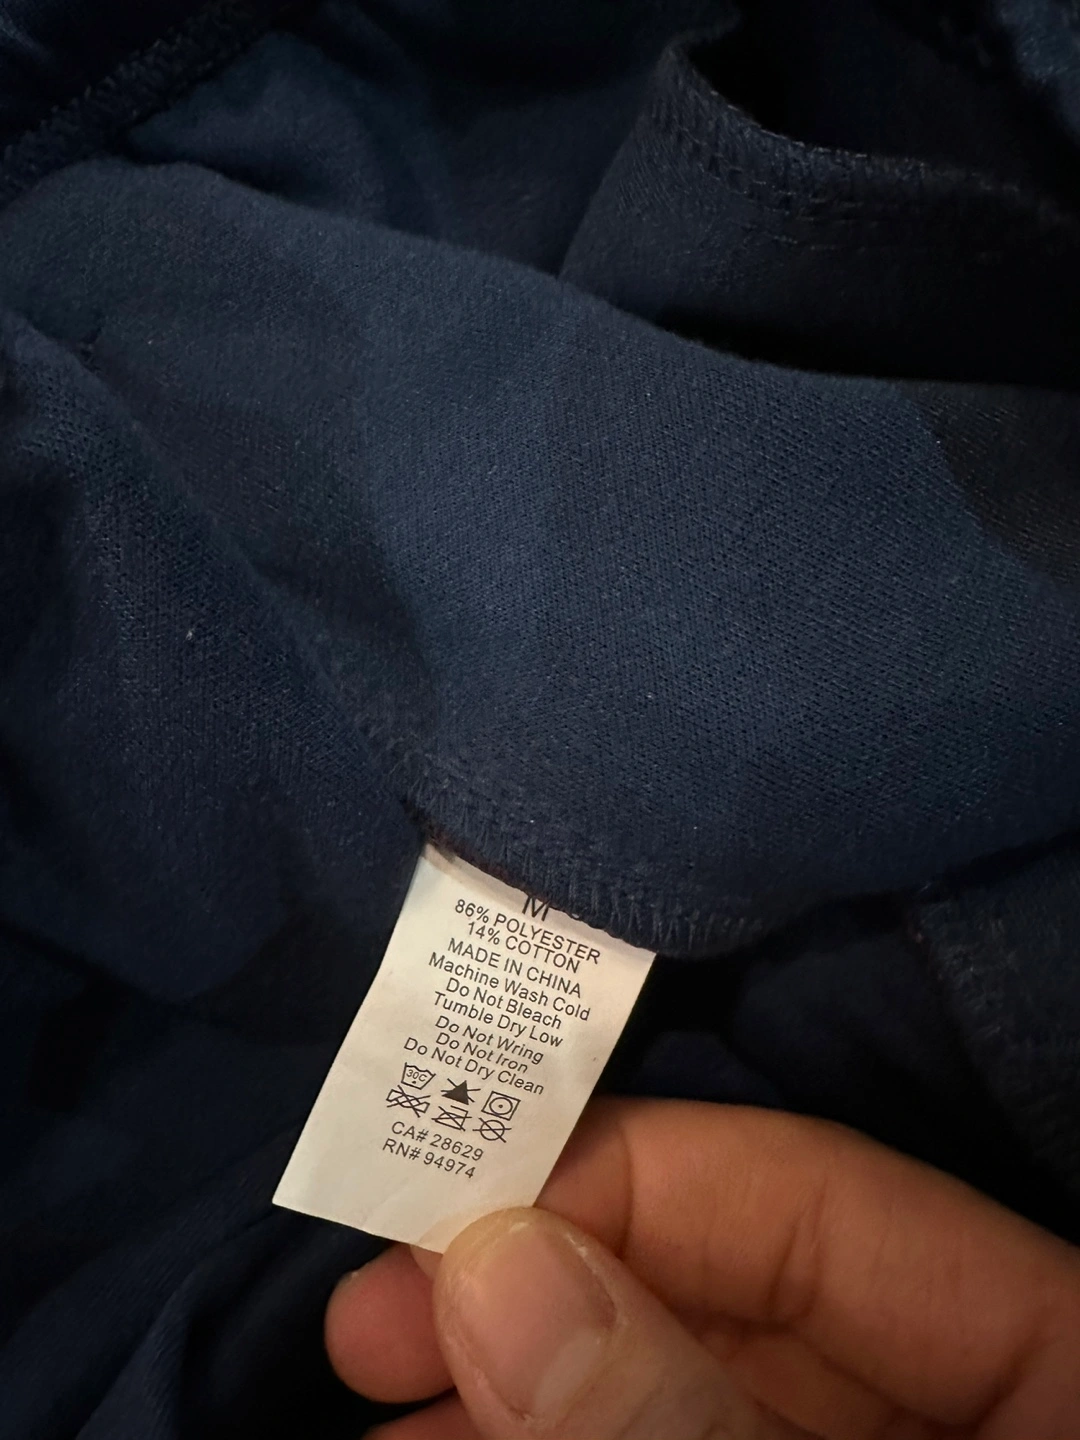 M
86% POLYESTER
14% COTTON
MADE IN CHINA
Machine Wash Cold
Do Not Bleach
Tumble Dry Low
Do Not Wring
Do Not Iron
Do Not Dry Clean
30C
CA# 28629
RN# 94974